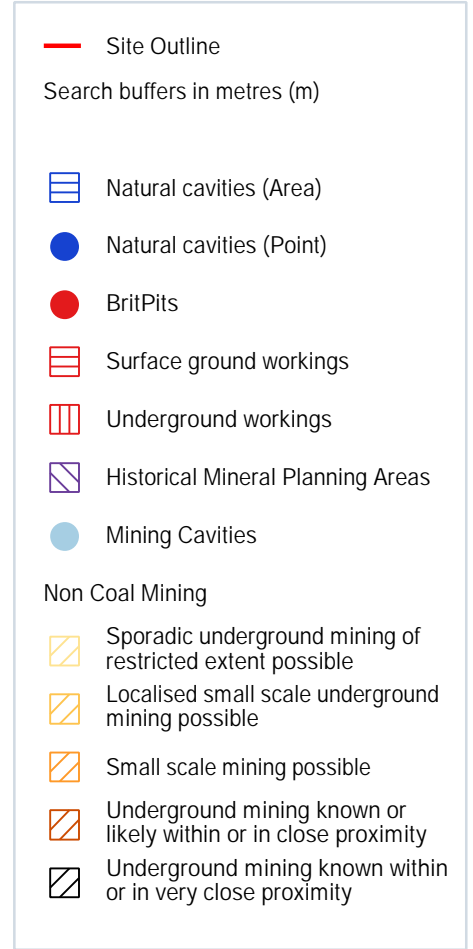 Site Outline
Search buffers in metres (m)
Natural cavities (Area)
Natural cavities (Point)
BritPits
Surface ground workings
Underground workings
Historical Mineral Planning Areas
Mining Cavities
Non Coal Mining
Sporadic underground mining of
restricted extent possible
Localised small scale underground
mining possible
Small scale mining possible
Underground mining known or
likely within or in close proximity
Underground mining known within
or in very close proximity